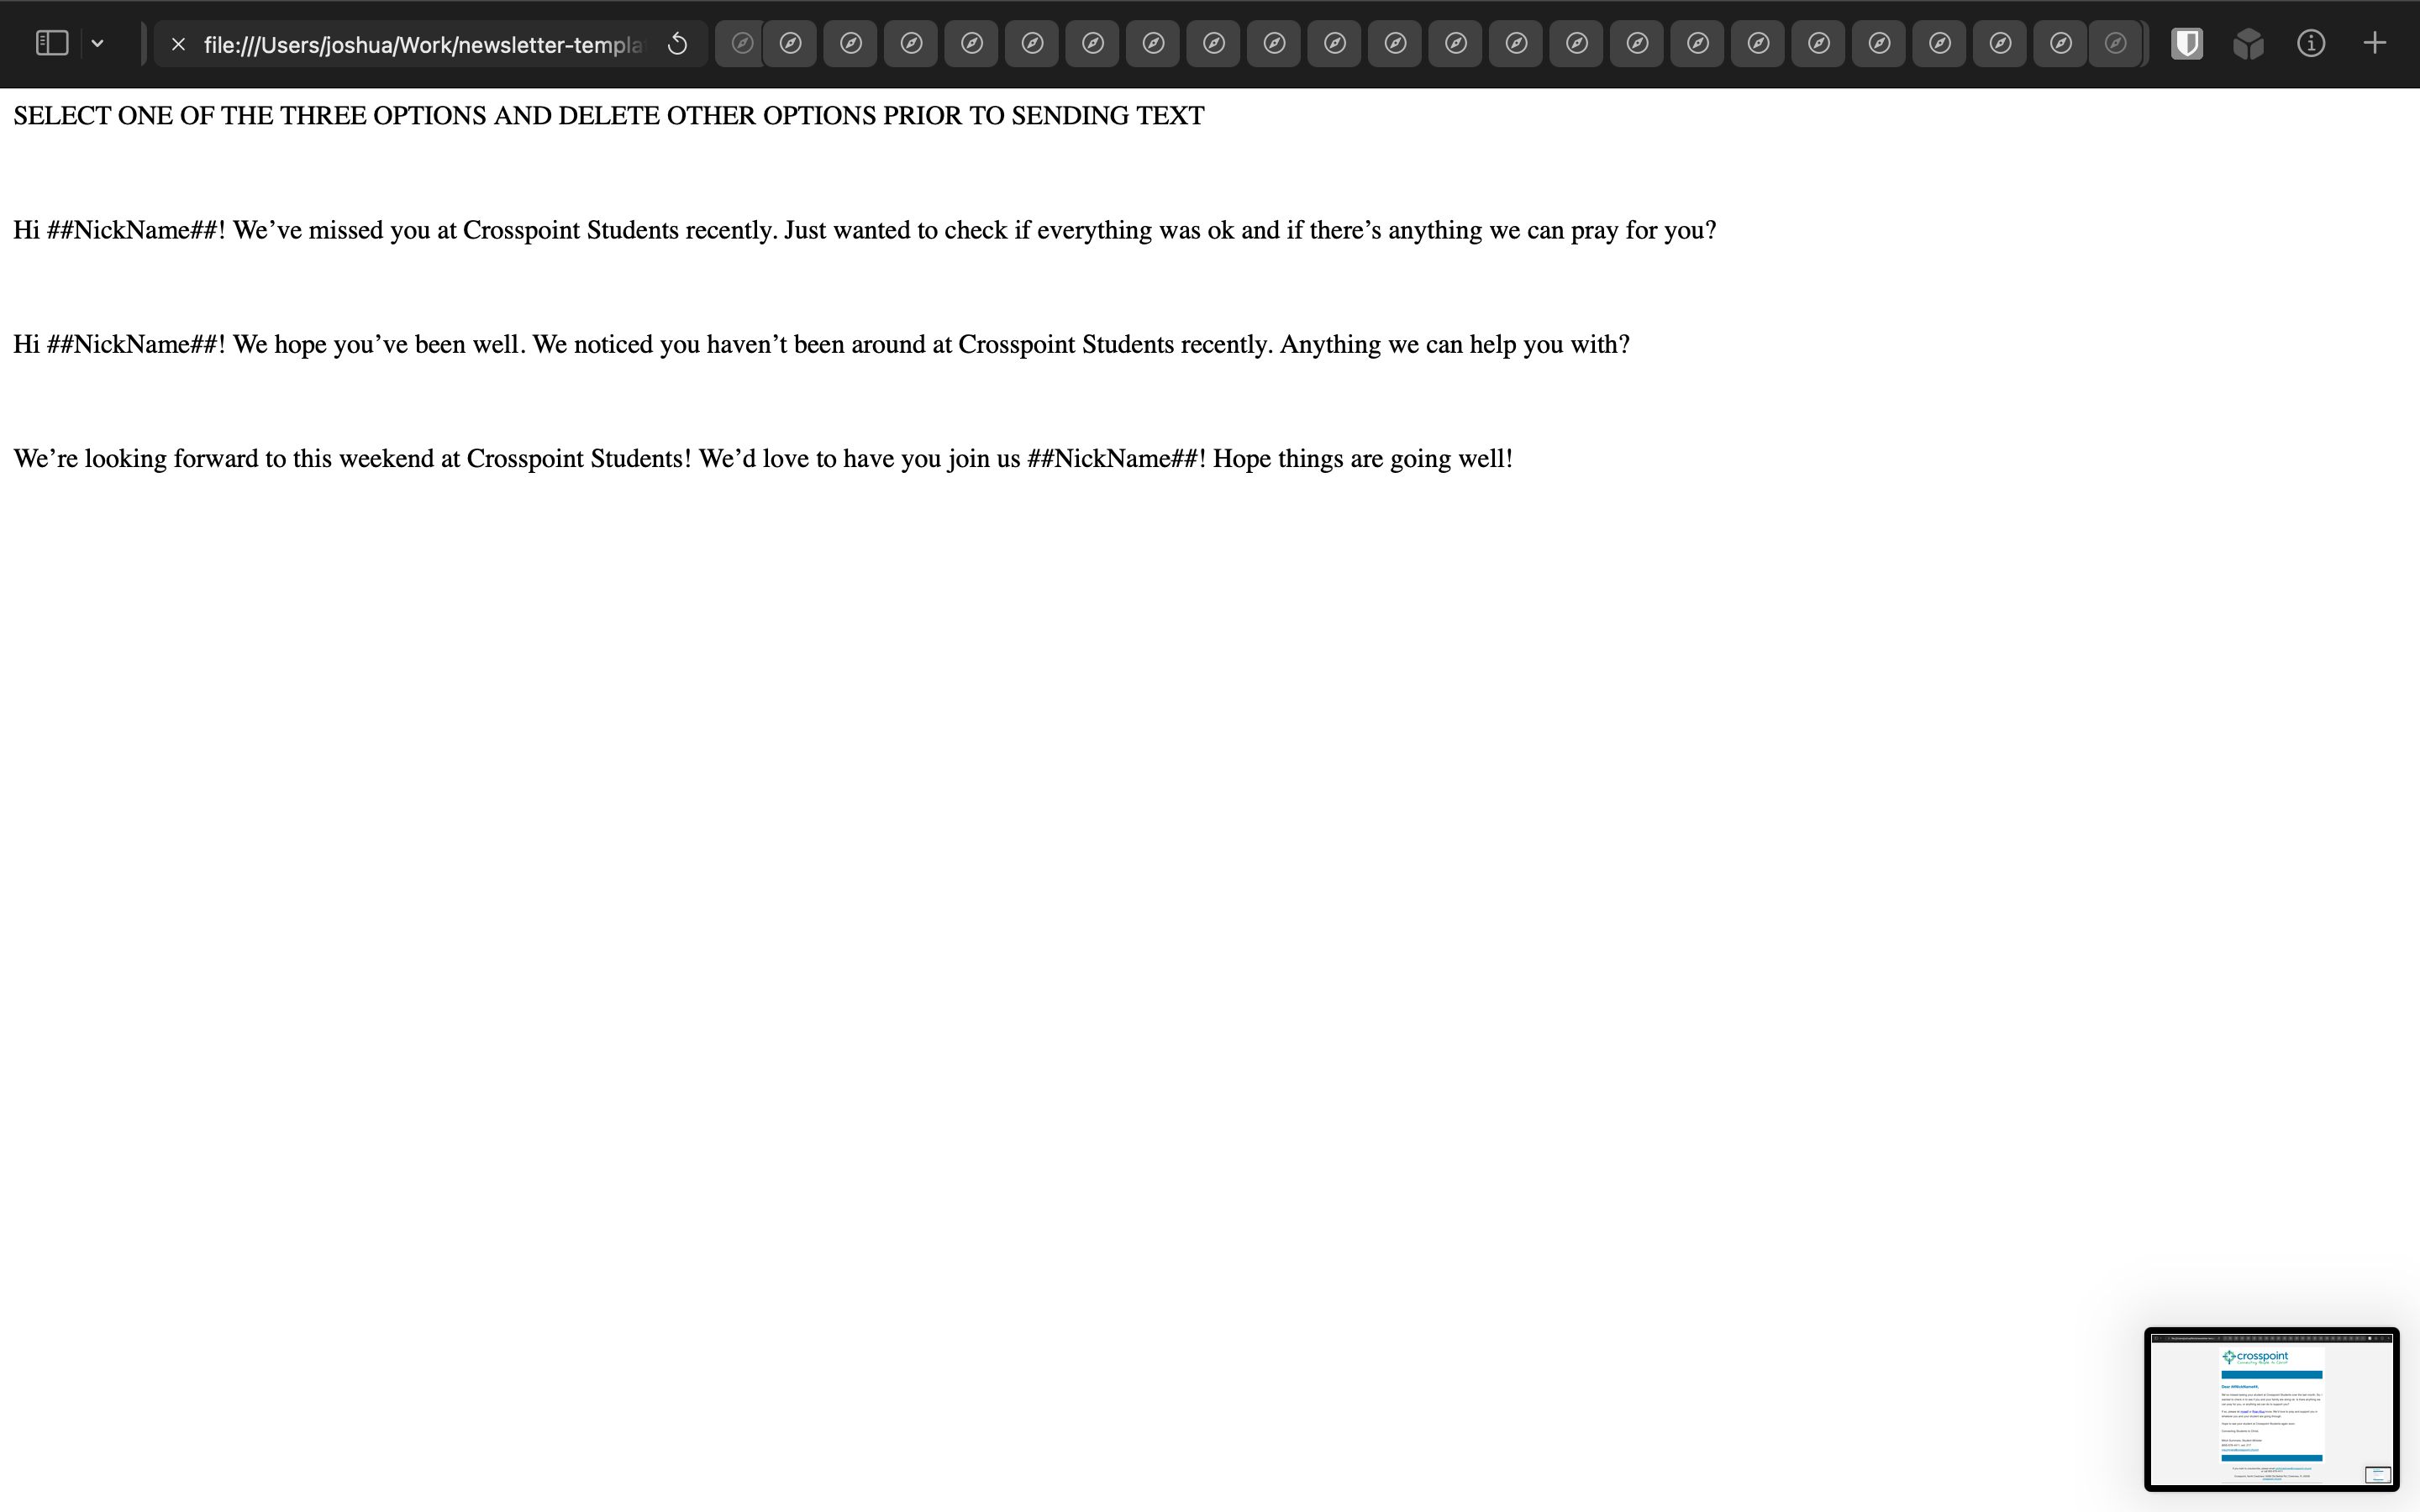 file:///Users/joshua/Work/newsletter-templa
SELECT ONE OF THE THREE OPTIONS AND DELETE OTHER OPTIONS PRIOR TO SENDING TEXT
Hi ##NickName##! We’ve missed you at Crosspoint Students recently. Just wanted to check if everything was ok and if there’s anything we can pray for you?
Hi ##NickName##! We hope you’ve been well. We noticed you haven’t been around at Crosspoint Students recently. Anything we can help you with?
We’re looking forward to this weekend at Crosspoint Students! We’d love to have you join us ##NickName##! Hope things are going well!
crosspoint